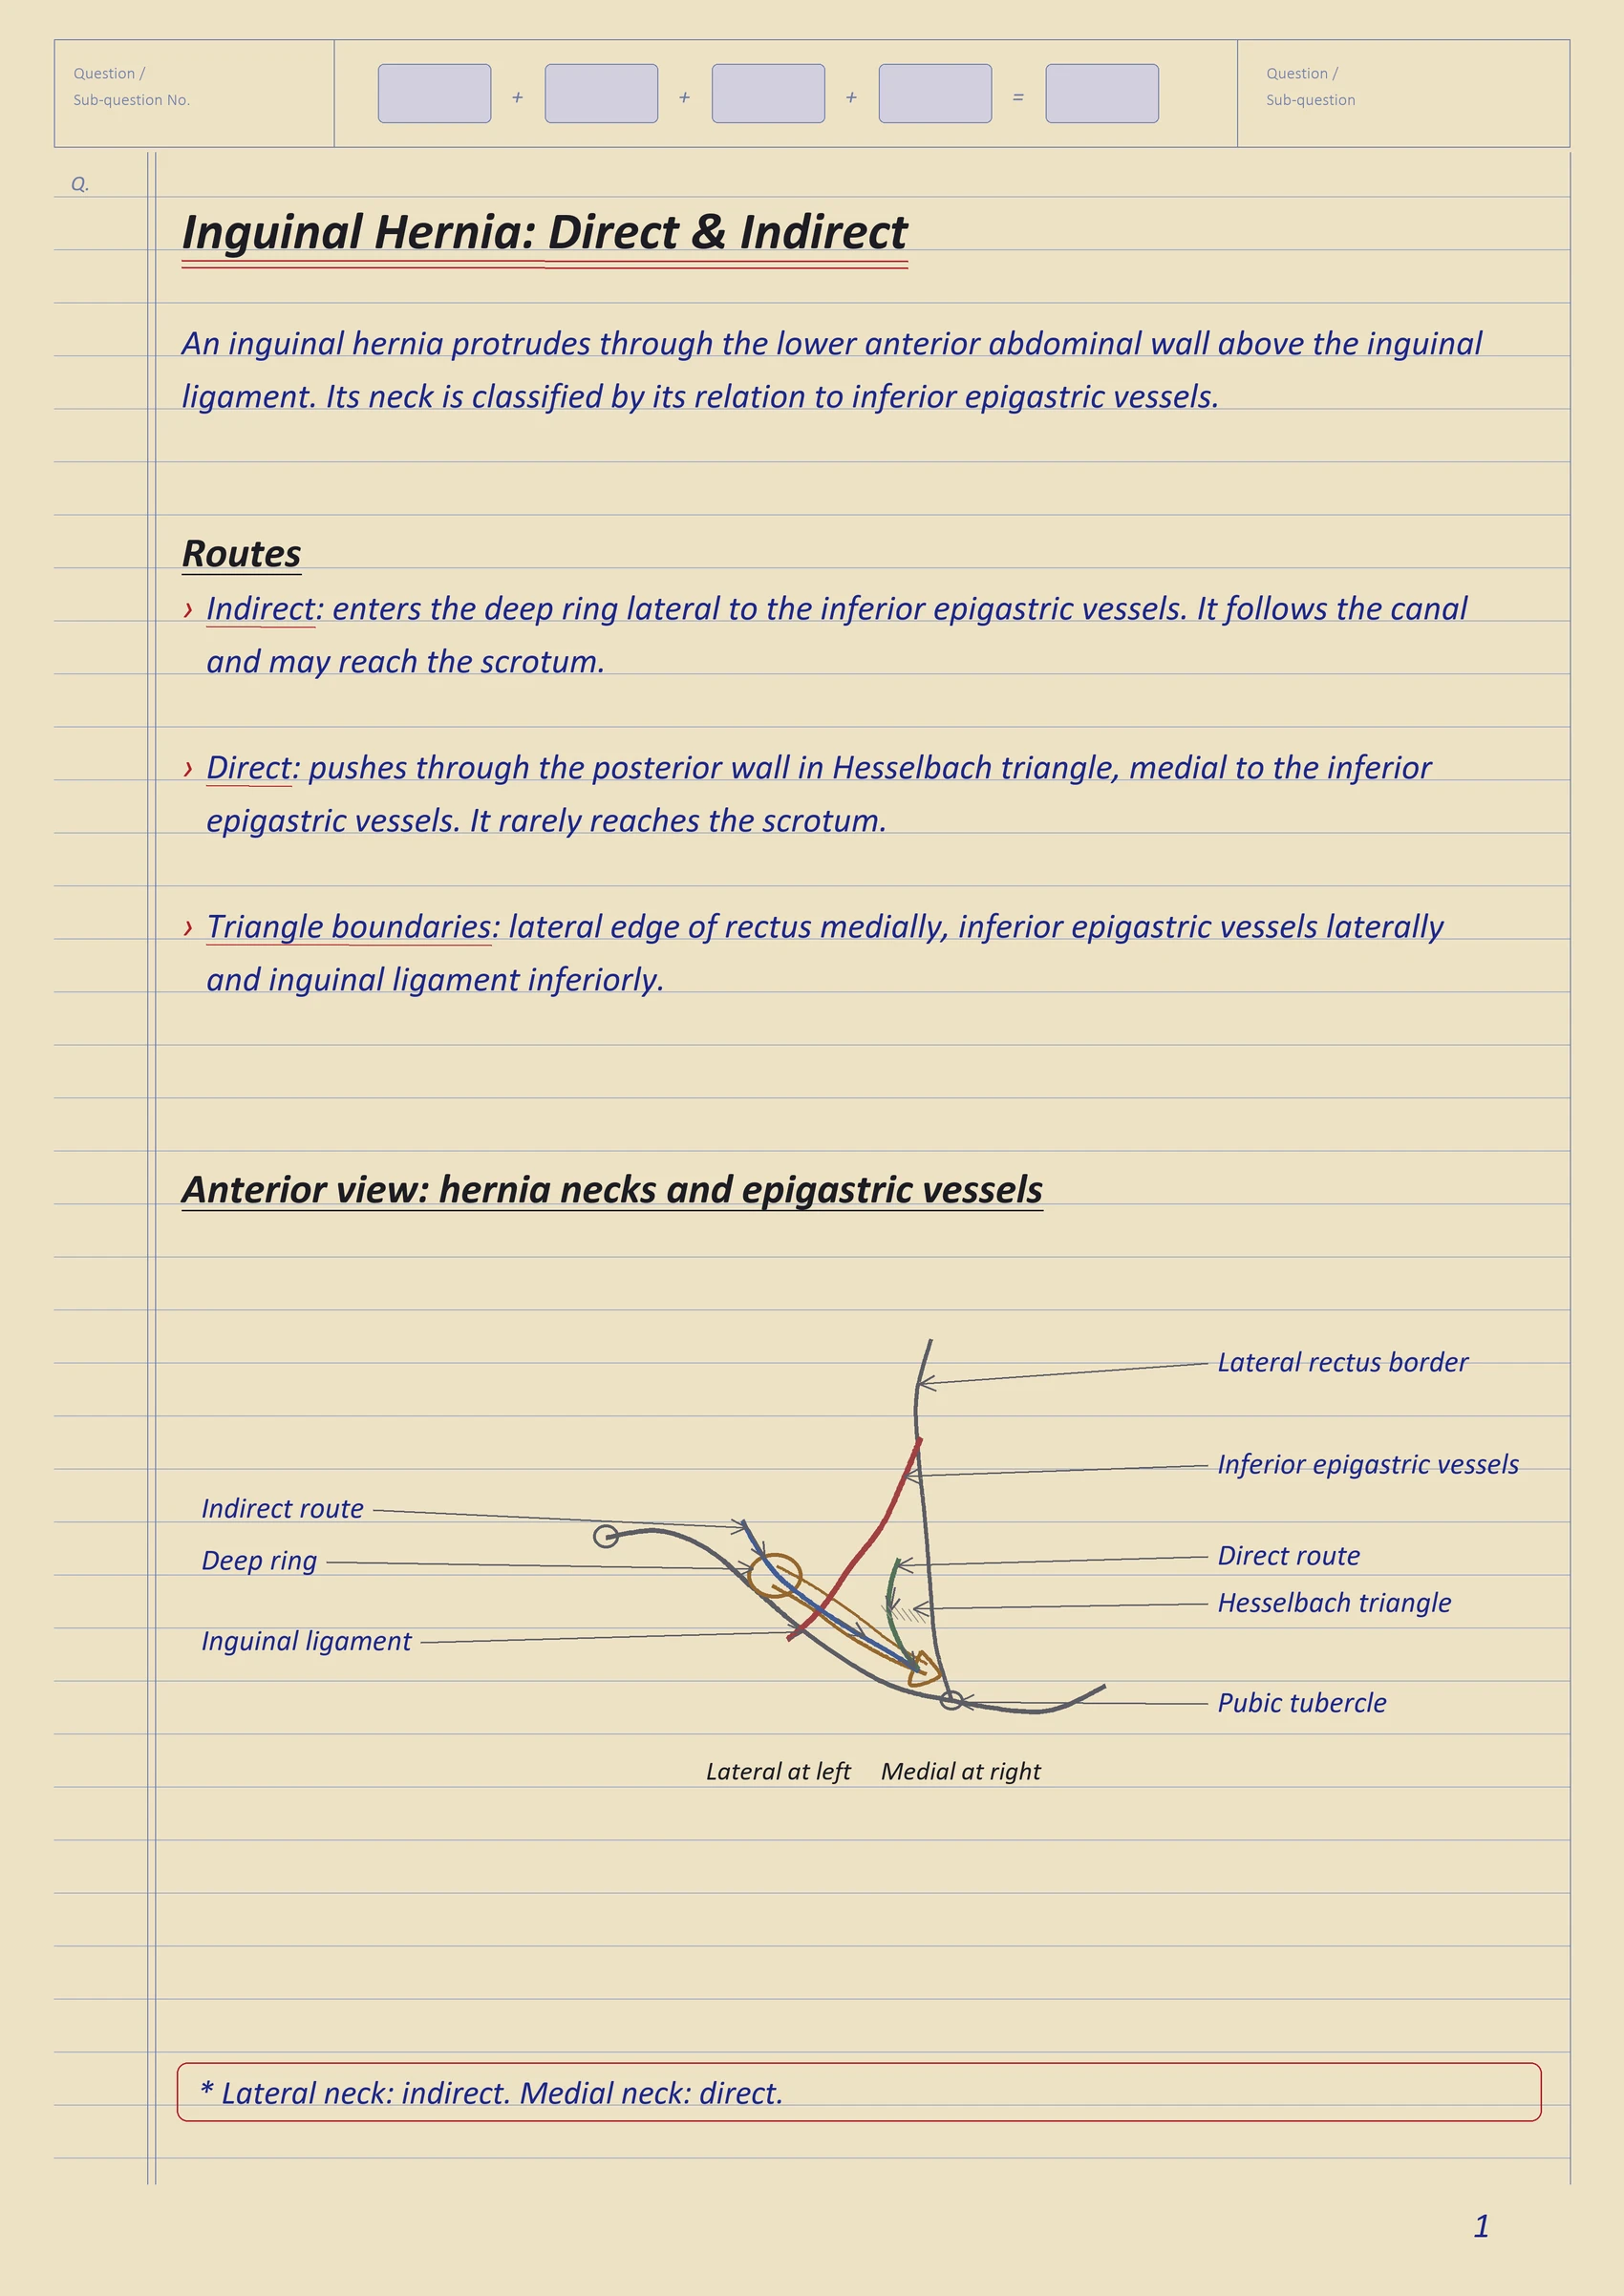 Question /
Sub-question No.
+ + + =
Question /
Sub-question
Q.
Inguinal Hernia: Direct & Indirect
An inguinal hernia protrudes through the lower anterior abdominal wall above the inguinal
ligament. Its neck is classified by its relation to inferior epigastric vessels.
Routes
› Indirect: enters the deep ring lateral to the inferior epigastric vessels. It follows the canal
and may reach the scrotum.
› Direct: pushes through the posterior wall in Hesselbach triangle, medial to the inferior
epigastric vessels. It rarely reaches the scrotum.
› Triangle boundaries: lateral edge of rectus medially, inferior epigastric vessels laterally
and inguinal ligament inferiorly.
Anterior view: hernia necks and epigastric vessels
Lateral rectus border
Inferior epigastric vessels
Indirect route
Direct route
Deep ring
Hesselbach triangle
Inguinal ligament
Pubic tubercle
Lateral at left Medial at right
* Lateral neck: indirect. Medial neck: direct.
1